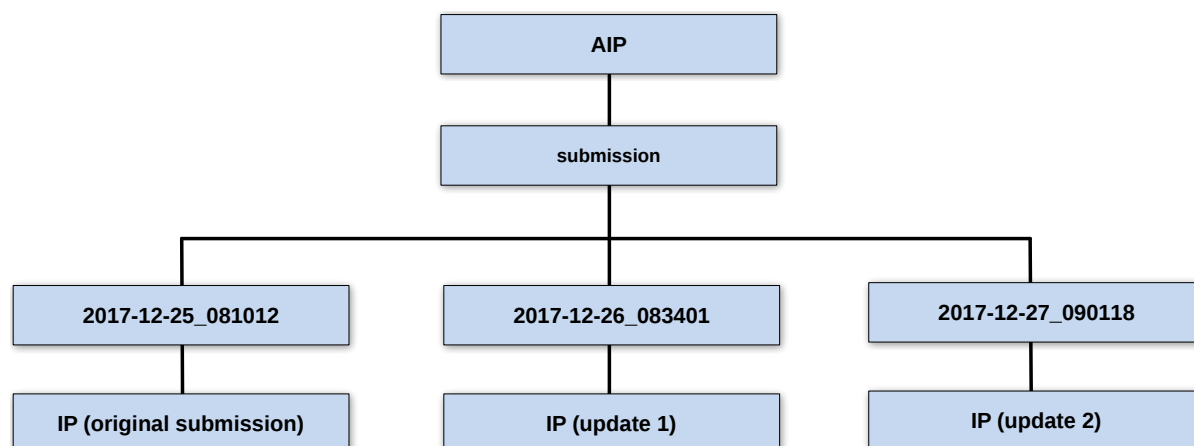 AIP
submission
2017-12-25_081012
2017-12-26_083401
2017-12-27_090118
IP (original submission)
IP (update 1)
IP (update 2)